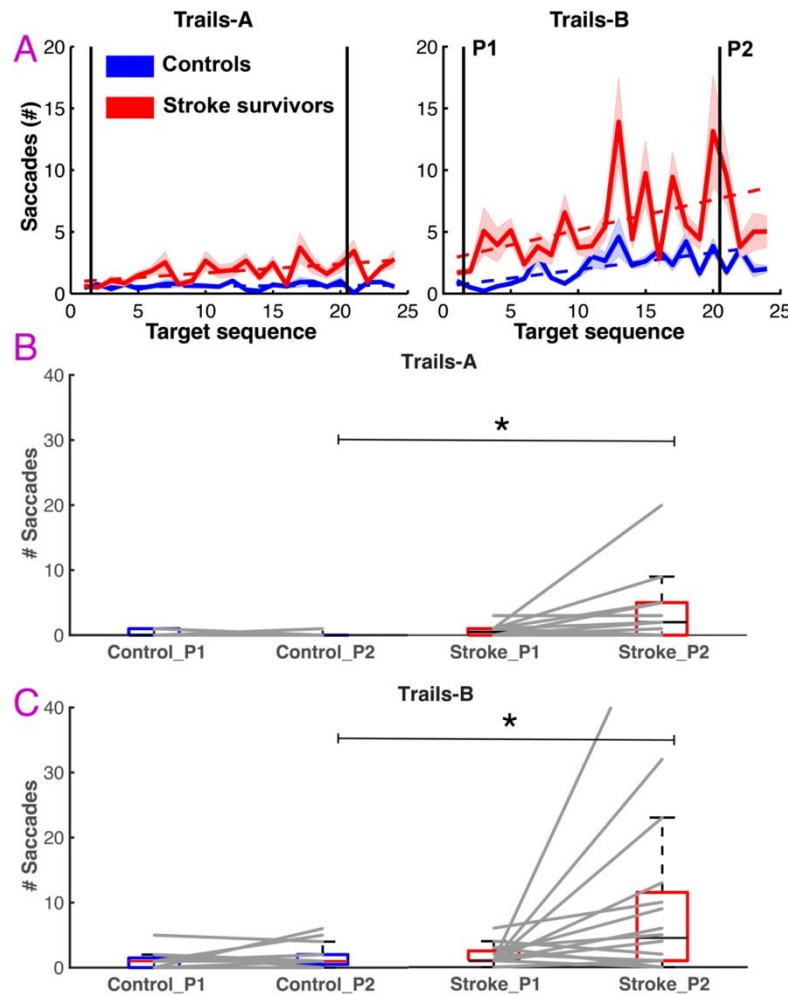 A
Trails-A
Trails-B
20
15
10
5
0
Saccades (#)
Controls
Stroke survivors
0 5 10 15 20 25
Target sequence
20
15
10
5
0
P1
P2
0 5 10 15 20 25
Target sequence
B
Trails-A
40
30
20
10
0
# Saccades
*
Control_P1 Control_P2 Stroke_P1 Stroke_P2
C
Trails-B
40
30
20
10
0
# Saccades
*
Control_P1 Control_P2 Stroke_P1 Stroke_P2